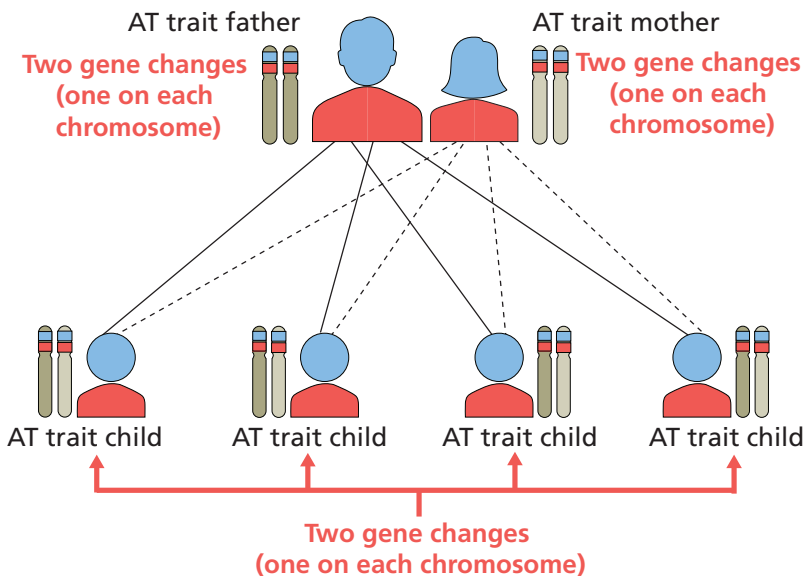 AT trait father
Two gene changes
(one on each
chromosome)
AT trait mother
Two gene changes
(one on each
chromosome)
AT trait child
AT trait child
AT trait child
AT trait child
Two gene changes
(one on each chromosome)